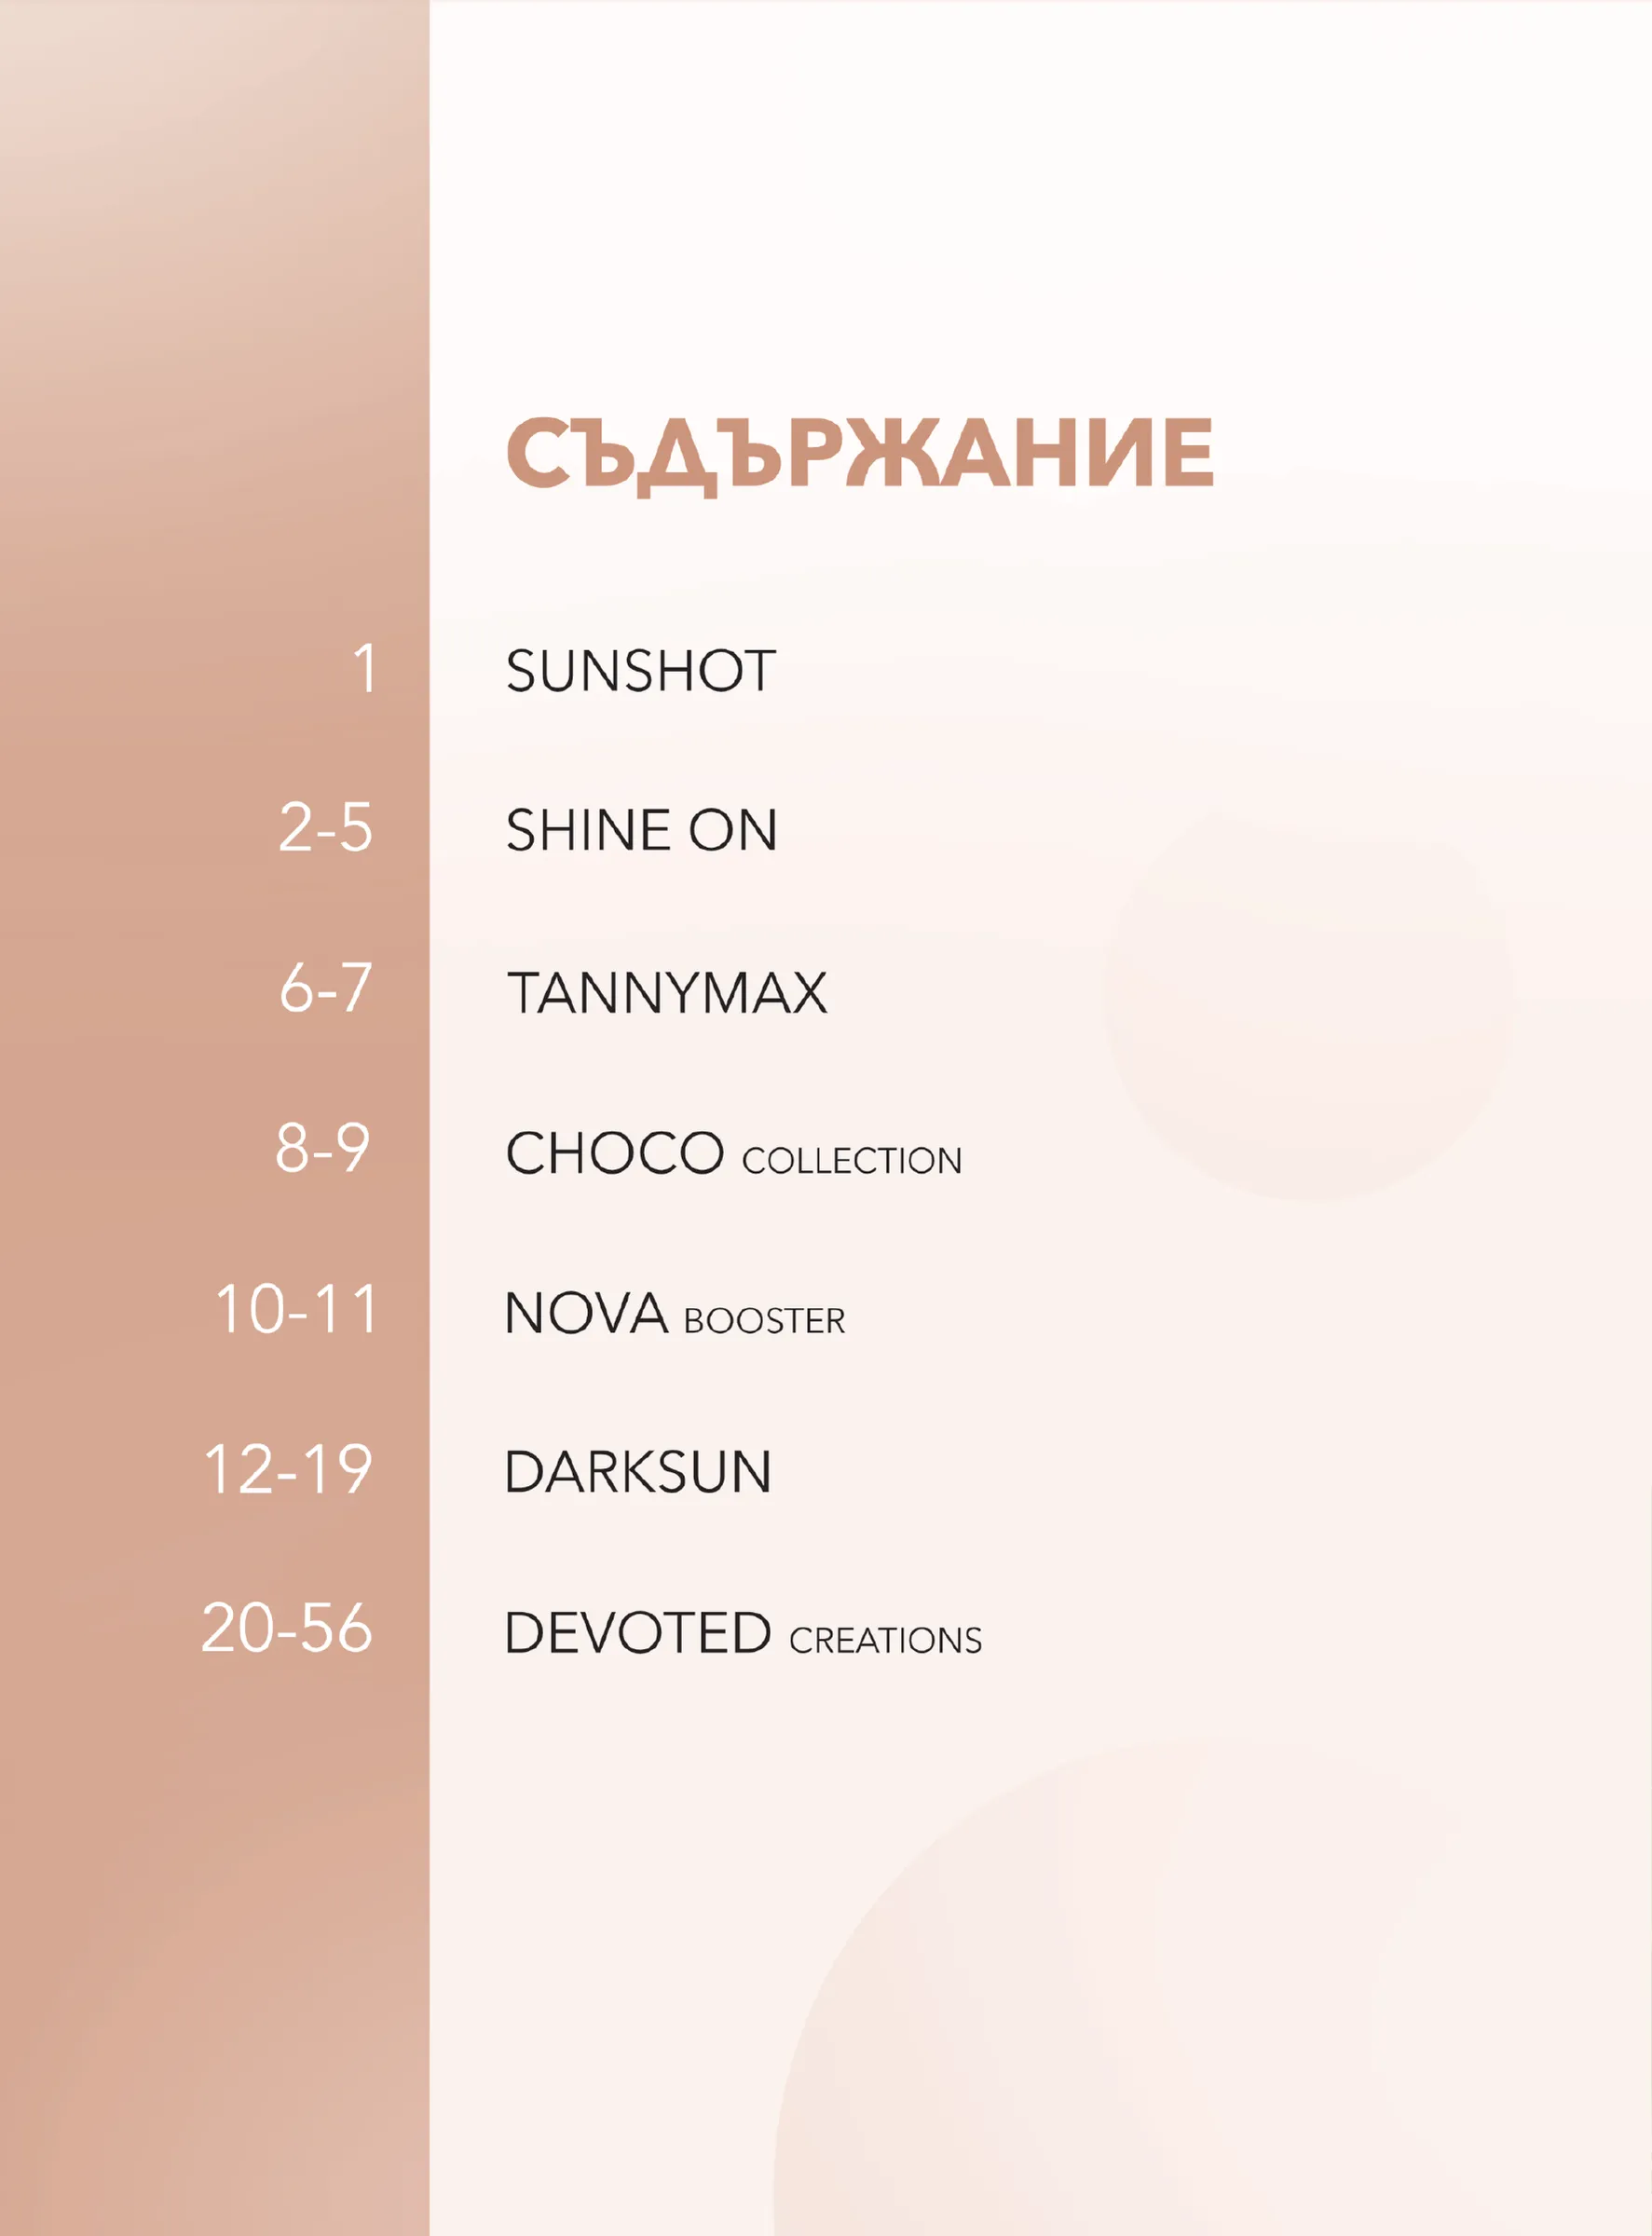 СЪДЪРЖАНИЕ
1 SUNSHOT
2-5 SHINE ON
6-7 TANNYMAX
8-9 CHOCO COLLECTION
10-11 NOVA BOOSTER
12-19 DARKSUN
20-56 DEVOTED CREATIONS